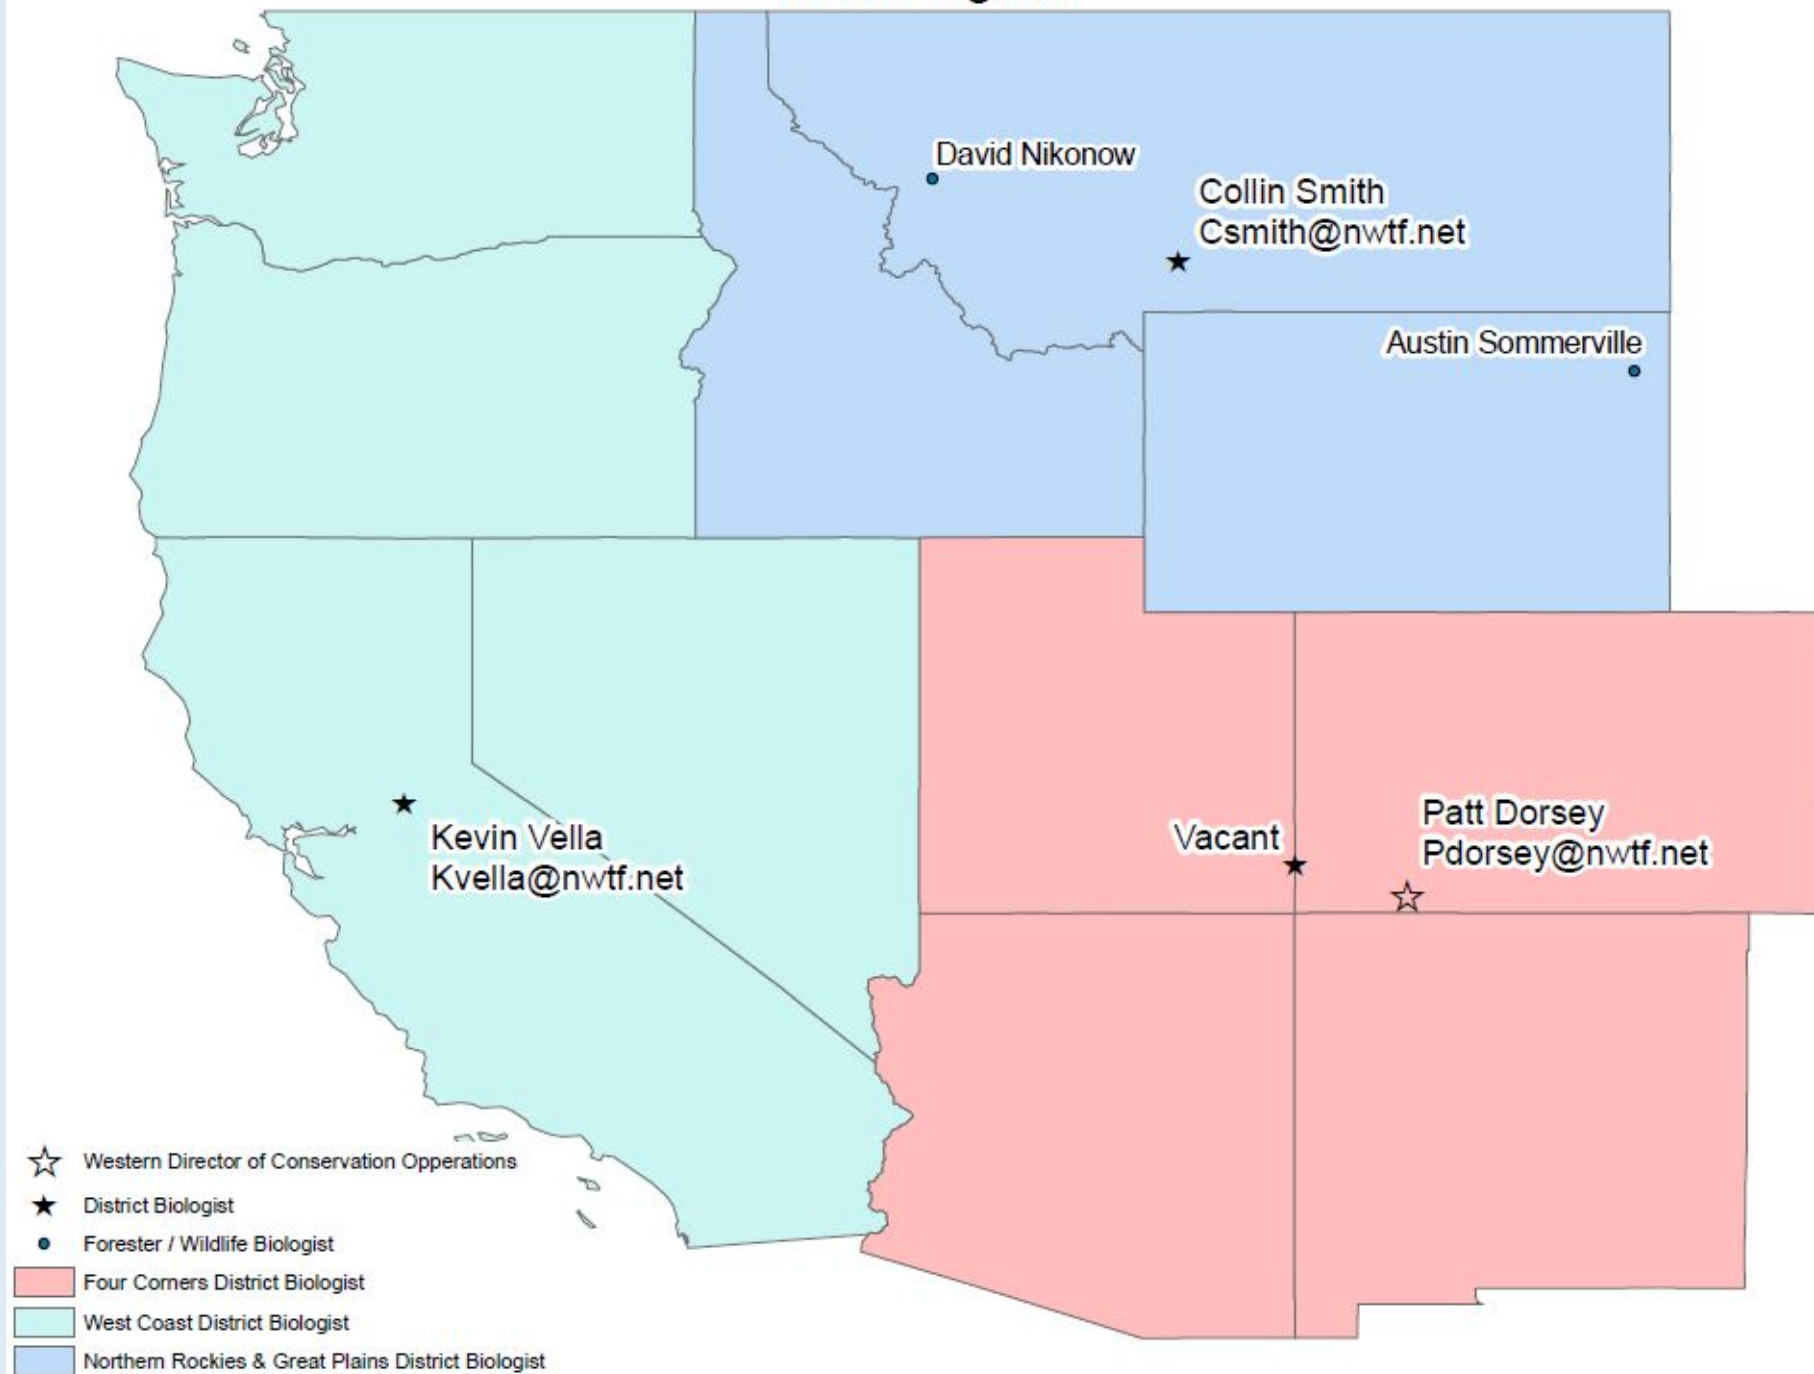 David Nikonow
Collin Smith
Csmith@nwtf.net
Austin Sommerville
Kevin Vella
Kvella@nwtf.net
Vacant
Patt Dorsey
Pdorsey@nwtf.net
Western Director of Conservation Opperations
District Biologist
Forester / Wildlife Biologist
Four Corners District Biologist
West Coast District Biologist
Northern Rockies & Great Plains District Biologist